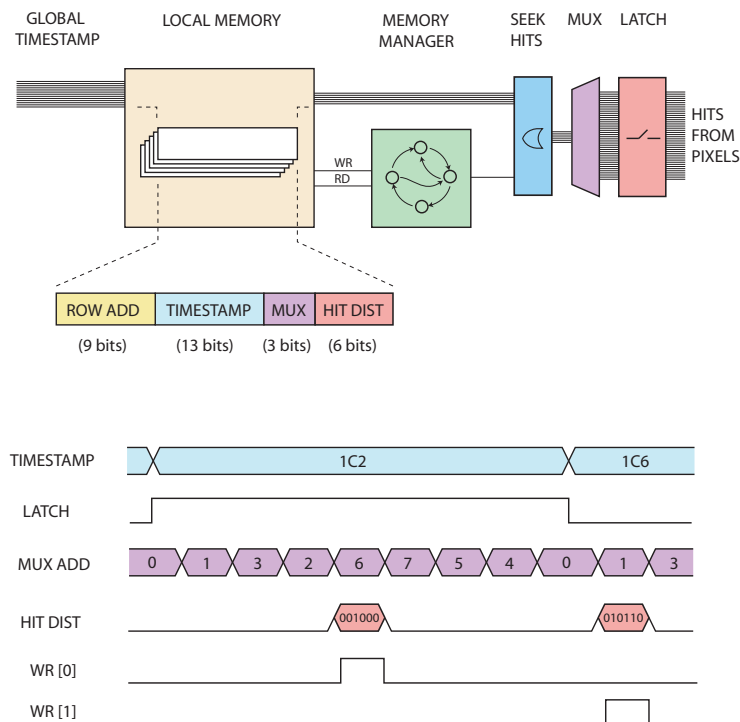 GLOBAL TIMESTAMP
LOCAL MEMORY
MEMORY MANAGER
SEEK HITS
MUX
LATCH
WR
RD
HITS FROM PIXELS
ROW ADD
TIMESTAMP
MUX
HIT DIST
(9 bits)
(13 bits)
(3 bits)
(6 bits)
TIMESTAMP
1C2
1C6
LATCH
MUX ADD
0
1
3
2
6
7
5
4
0
1
3
HIT DIST
001000
010110
WR [0]
WR [1]